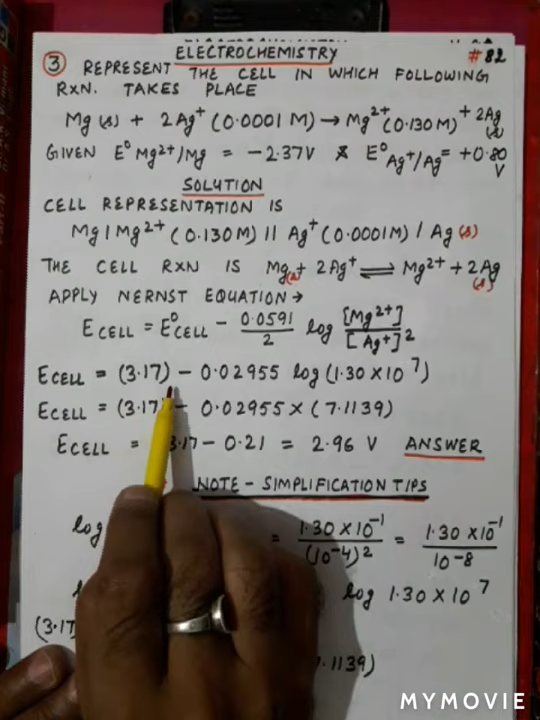 ELECTROCHEMISTRY #82
③ REPRESENT THE CELL IN WHICH FOLLOWING
RXN. TAKES PLACE
Mg(s) + 2Ag⁺ (0.0001M) → Mg²⁺(0.130M) + 2Ag(s)
GIVEN E⁰ Mg²⁺/Mg = -2.37V & E⁰ Ag⁺/Ag = +0.80 V
SOLUTION
CELL REPRESENTATION IS
Mg | Mg²⁺ (0.130M) || Ag⁺ (0.0001M) / Ag (s)
THE CELL RXN IS Mg(s) + 2Ag⁺ ⇌ Mg²⁺ + 2Ag(s)
APPLY NERNST EQUATION →
ECELL = E⁰CELL - 0.0591/2 log [Mg²⁺]/[Ag⁺]²
ECELL = (3.17) - 0.02955 log (1.30 × 10⁷)
ECELL = (3.17 - 0.02955 × (7.1139)
ECELL = 3.17 - 0.21 = 2.96 V ANSWER
NOTE - SIMPLIFICATION TIPS
log = 1.30 × 10⁻¹/(10⁻⁴)² = 1.30 × 10⁻¹/10⁻⁸
log 1.30 × 10⁷
(3.17
.1139)
MYMOVIE